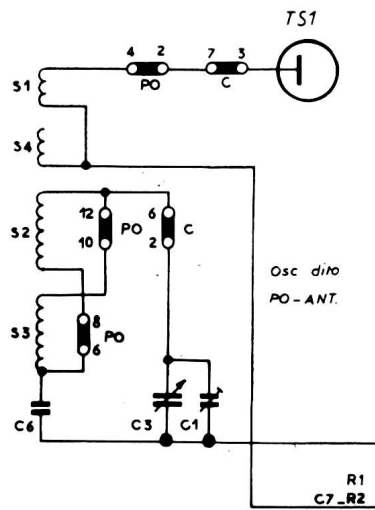 TS1
4 2 7 3
PO C
S1
S4
12 6
S2 PO C
10 2
Osc dito
PO-ANT.
8
S3 PO
6
C6 C3 C1
R1
C7_R2